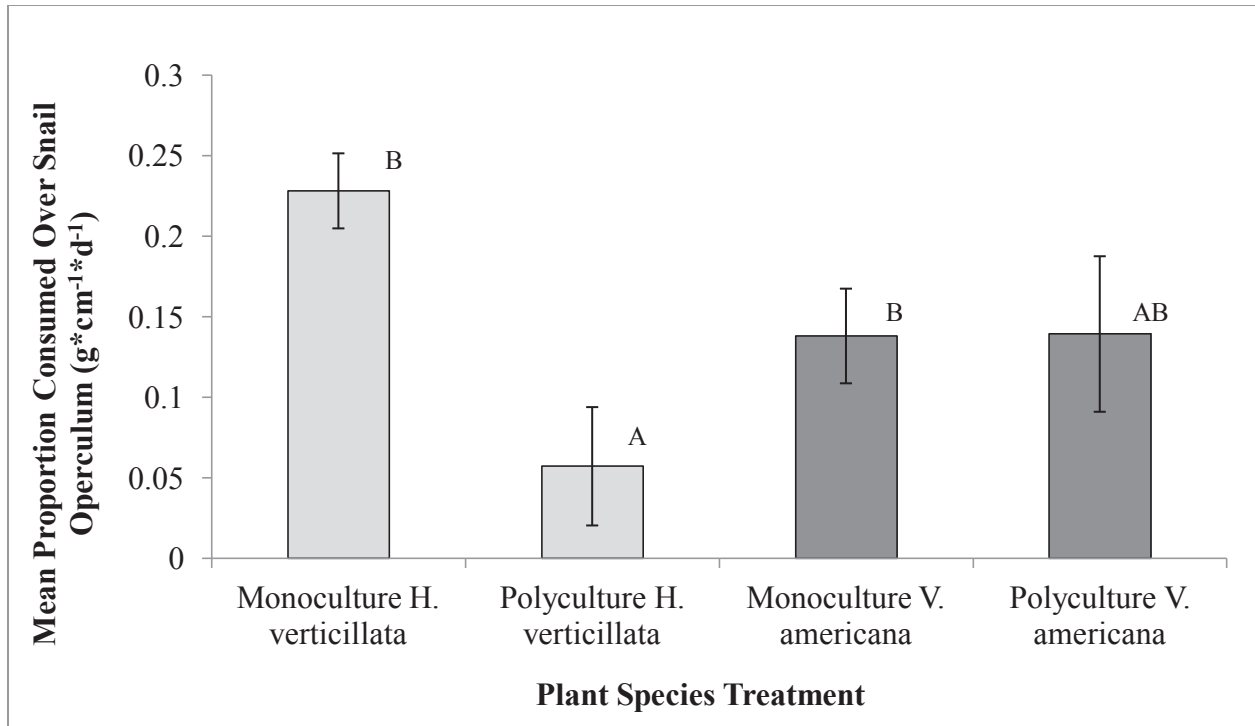 Mean Proportion Consumed Over Snail
Operculum (g*cm-1*d-1)
0.3
0.25
0.2
0.15
0.1
0.05
0
B
A
B
AB
Monoculture H.
verticillata
Polyculture H.
verticillata
Monoculture V.
americana
Polyculture V.
americana
Plant Species Treatment